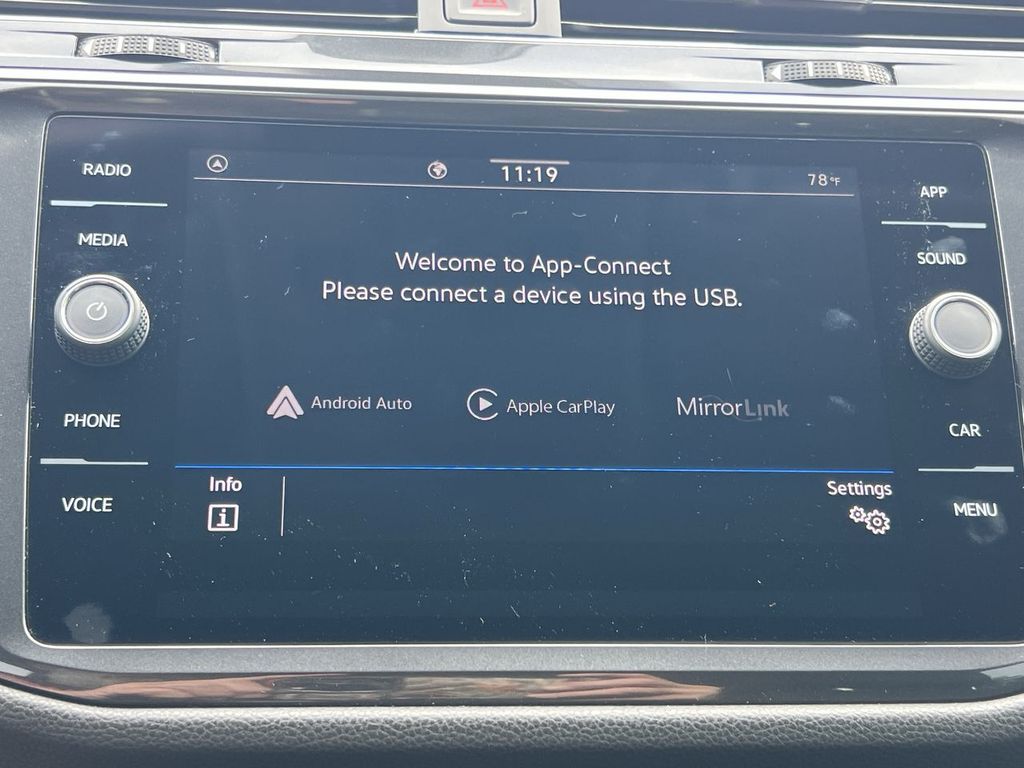 RADIO
MEDIA
PHONE
VOICE
11:19
78°F
Welcome to App-Connect
Please connect a device using the USB.
Android Auto
Apple CarPlay
MirrorLink
Info
i
Settings
APP
SOUND
CAR
MENU